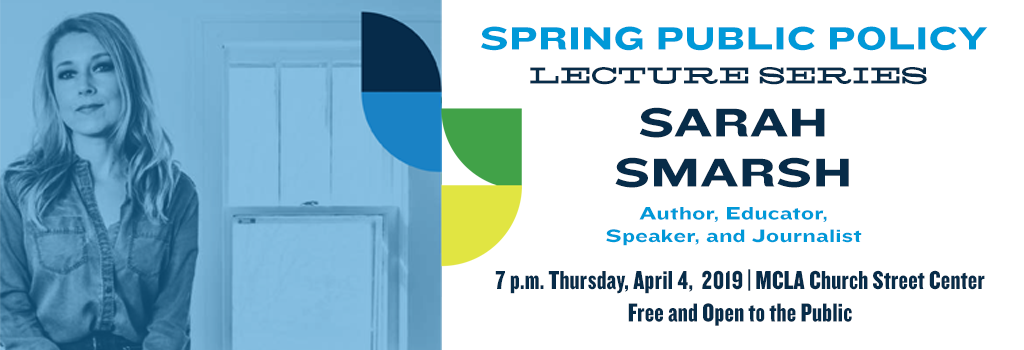 SPRING PUBLIC POLICY
LECTURE SERIES
SARAH
SMARSH
Author, Educator,
Speaker, and Journalist
7 p.m. Thursday, April 4, 2019 | MCLA Church Street Center
Free and Open to the Public